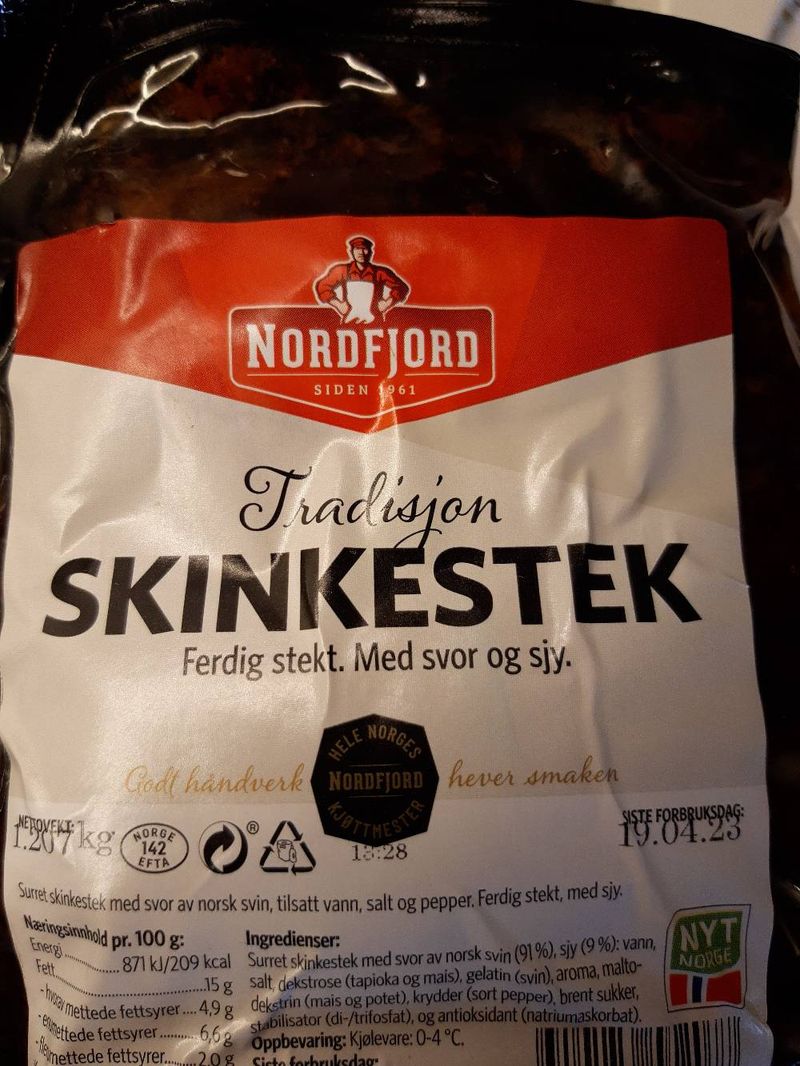 NORDFJORD
SIDEN 1961
Tradisjon
SKINKESTEK
Ferdig stekt. Med svor og sjy.
HELE NORGES
NORDFJORD
KJØTTMESTER
Godt håndverk
hever smaken
NETTOVEKT:
1.207 kg
NORGE
142
EFTA
®
13:28
SISTE FORBRUKSDAG:
19.04.23
Surret skinkestek med svor av norsk svin, tilsatt vann, salt og pepper. Ferdig stekt, med sjy.
Næringsinnhold pr. 100 g:
Energi..............871 kJ/209 kcal
Fett..............15 g
- hvorav mettede fettsyrer....4,9 g
- enumettede fettsyrer..........6,6 g
- flerumettede fettsyrer........2,0 g
Ingredienser:
Surret skinkestek med svor av norsk svin (91 %), sjy (9 %): vann,
salt, dekstrose (tapioka og mais), gelatin (svin), aroma, malto-
dekstrin (mais og potet), krydder (sort pepper), brent sukker,
stabilisator (di-/trifosfat), og antioksidant (natriumaskorbat).
Oppbevaring: Kjølevare: 0-4 °C.
Siste forbruksdag:
NYT
NORGE